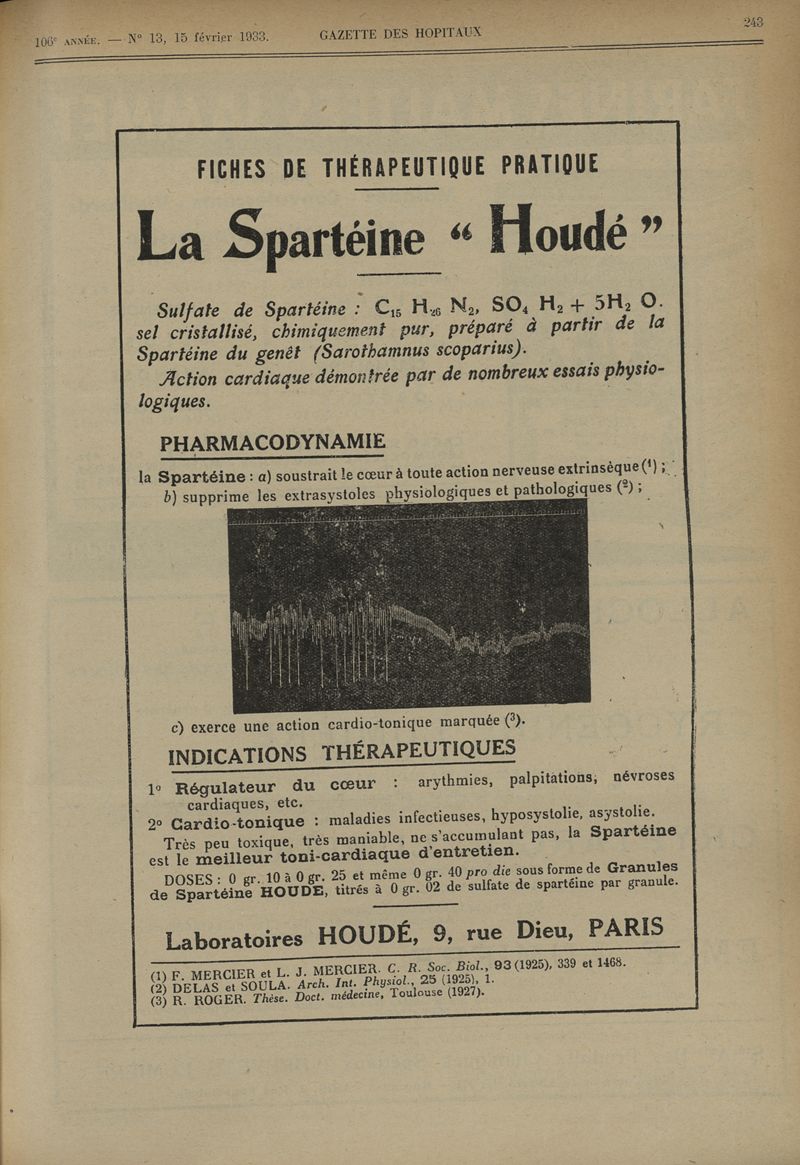 106e ANNÉE. — No 13, 15 février 1933.
GAZETTE DES HOPITAUX
243
FICHES DE THÉRAPEUTIQUE PRATIQUE
La Spartéine “ Houdé ”
Sulfate de Spartéine : C15 H26 N2, SO4 H2 + 5H2 O.
sel cristallisé, chimiquement pur, préparé à partir de la
Spartéine du genêt (Sarothamnus scoparius).
Action cardiaque démontrée par de nombreux essais physio-
logiques.
PHARMACODYNAMIE
la Spartéine : a) soustrait le cœur à toute action nerveuse extrinsèque (1) ;
b) supprime les extrasystoles physiologiques et pathologiques (2) ;
c) exerce une action cardio-tonique marquée (3).
INDICATIONS THÉRAPEUTIQUES
1o Régulateur du cœur : arythmies, palpitations, névroses
cardiaques, etc.
2o Cardio-tonique : maladies infectieuses, hyposystolie, asystolie.
Très peu toxique, très maniable, ne s'accumulant pas, la Spartéine
est le meilleur toni-cardiaque d'entretien.
DOSES : 0 gr. 10 à 0 gr. 25 et même 0 gr. 40 pro die sous forme de Granules
de Spartéine HOUDÉ, titrés à 0 gr. 02 de sulfate de spartéine par granule.
Laboratoires HOUDÉ, 9, rue Dieu, PARIS
(1) F. MERCIER et L. J. MERCIER. C. R. Soc. Biol., 93 (1925), 339 et 1468.
(2) DELAS et SOULA. Arch. Int. Physiol., 25 (1925), 1.
(3) R. ROGER. Thèse. Doct. médecine, Toulouse (1927).